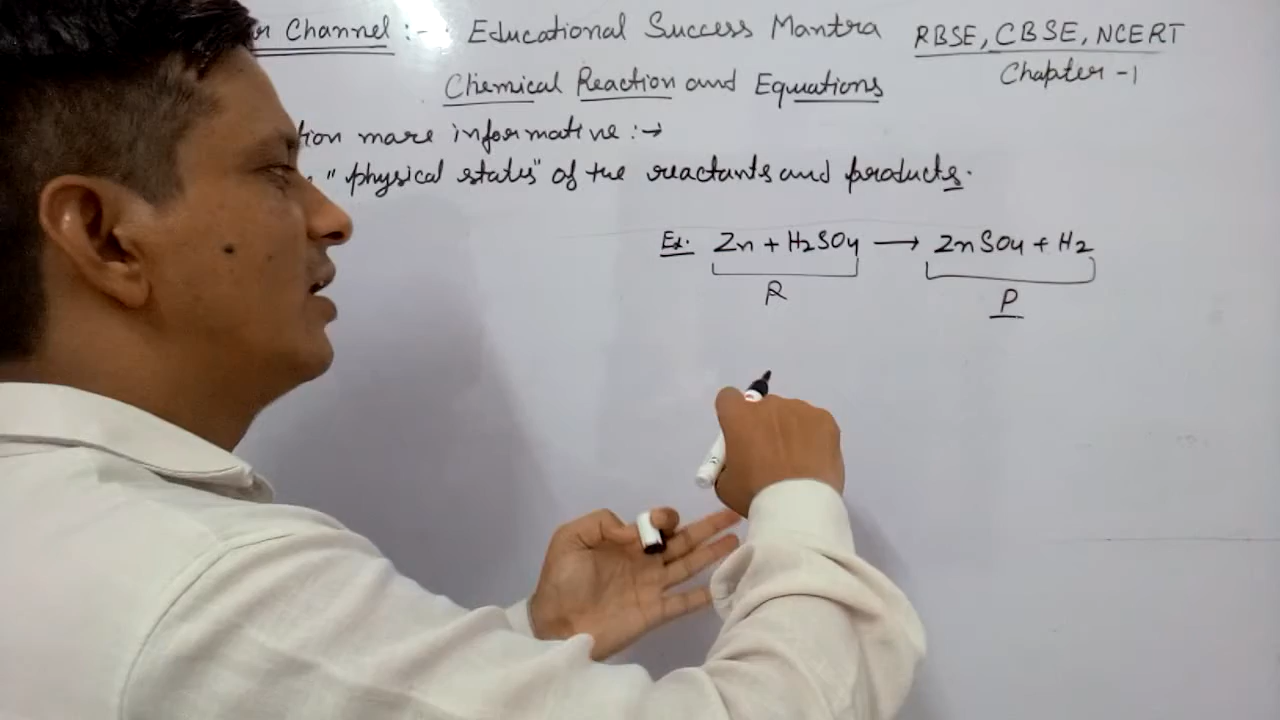 Channel :- Educational Success Mantra RBSE, CBSE, NCERT
Chapter -1
Chemical Reaction and Equations
more informative :→
"physical states" of the reactants and products.
Ex. Zn + H2SO4 → ZnSO4 + H2
R P